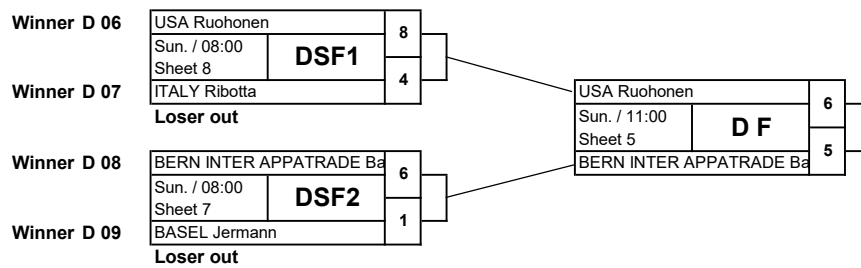 Winner D 06
USA Ruohonen
8
Sun. / 08:00
Sheet 8
DSF1
Winner D 07
ITALY Ribotta
4
Loser out
USA Ruohonen
6
Sun. / 11:00
Sheet 5
D F
BERN INTER APPATRADE Ba
5
Winner D 08
BERN INTER APPATRADE Ba
6
Sun. / 08:00
Sheet 7
DSF2
Winner D 09
BASEL Jermann
1
Loser out